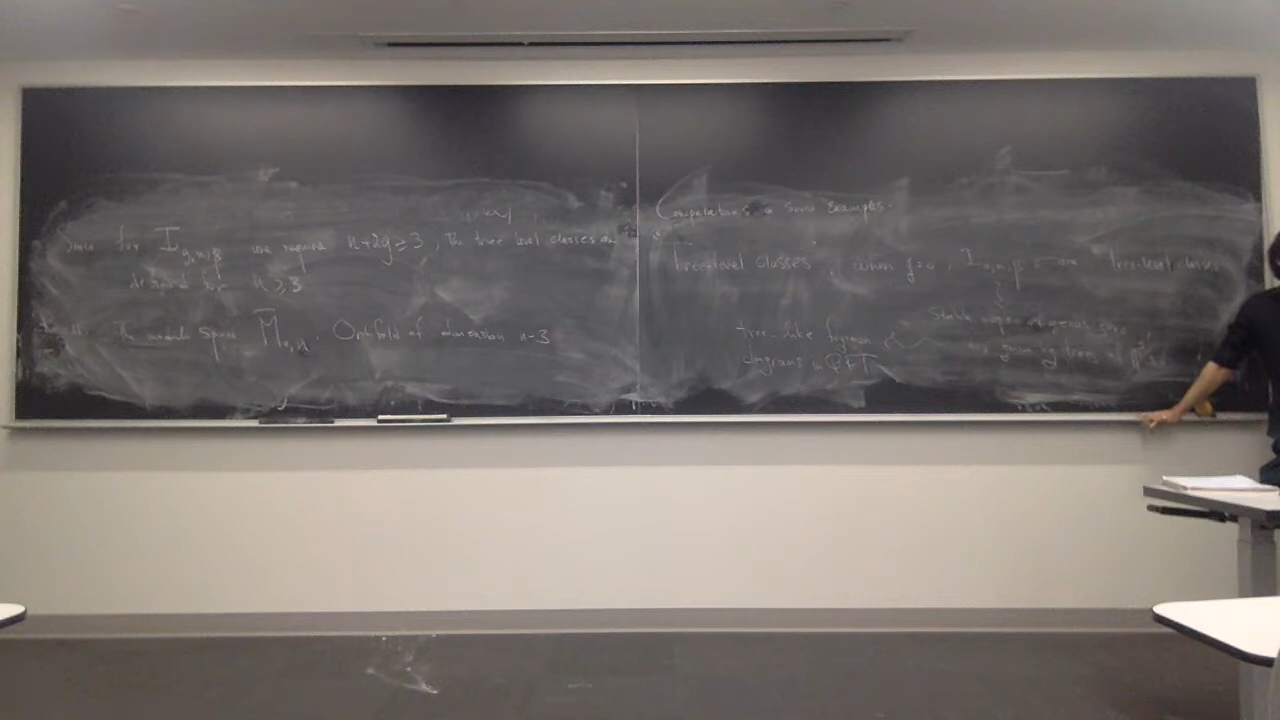 Since for I_{g,n,β} we require n+2g ≥ 3, the tree level classes are
defined for n ≥ 3
The moduli space M̄_{0,n}. Orbifold of dimension n-3
Computations & Some Examples.
tree-level classes, when g=0, I_{0,n,β} are tree-level classes
tree-like Feynman
diagrams in QFT
Stable maps of genus zero